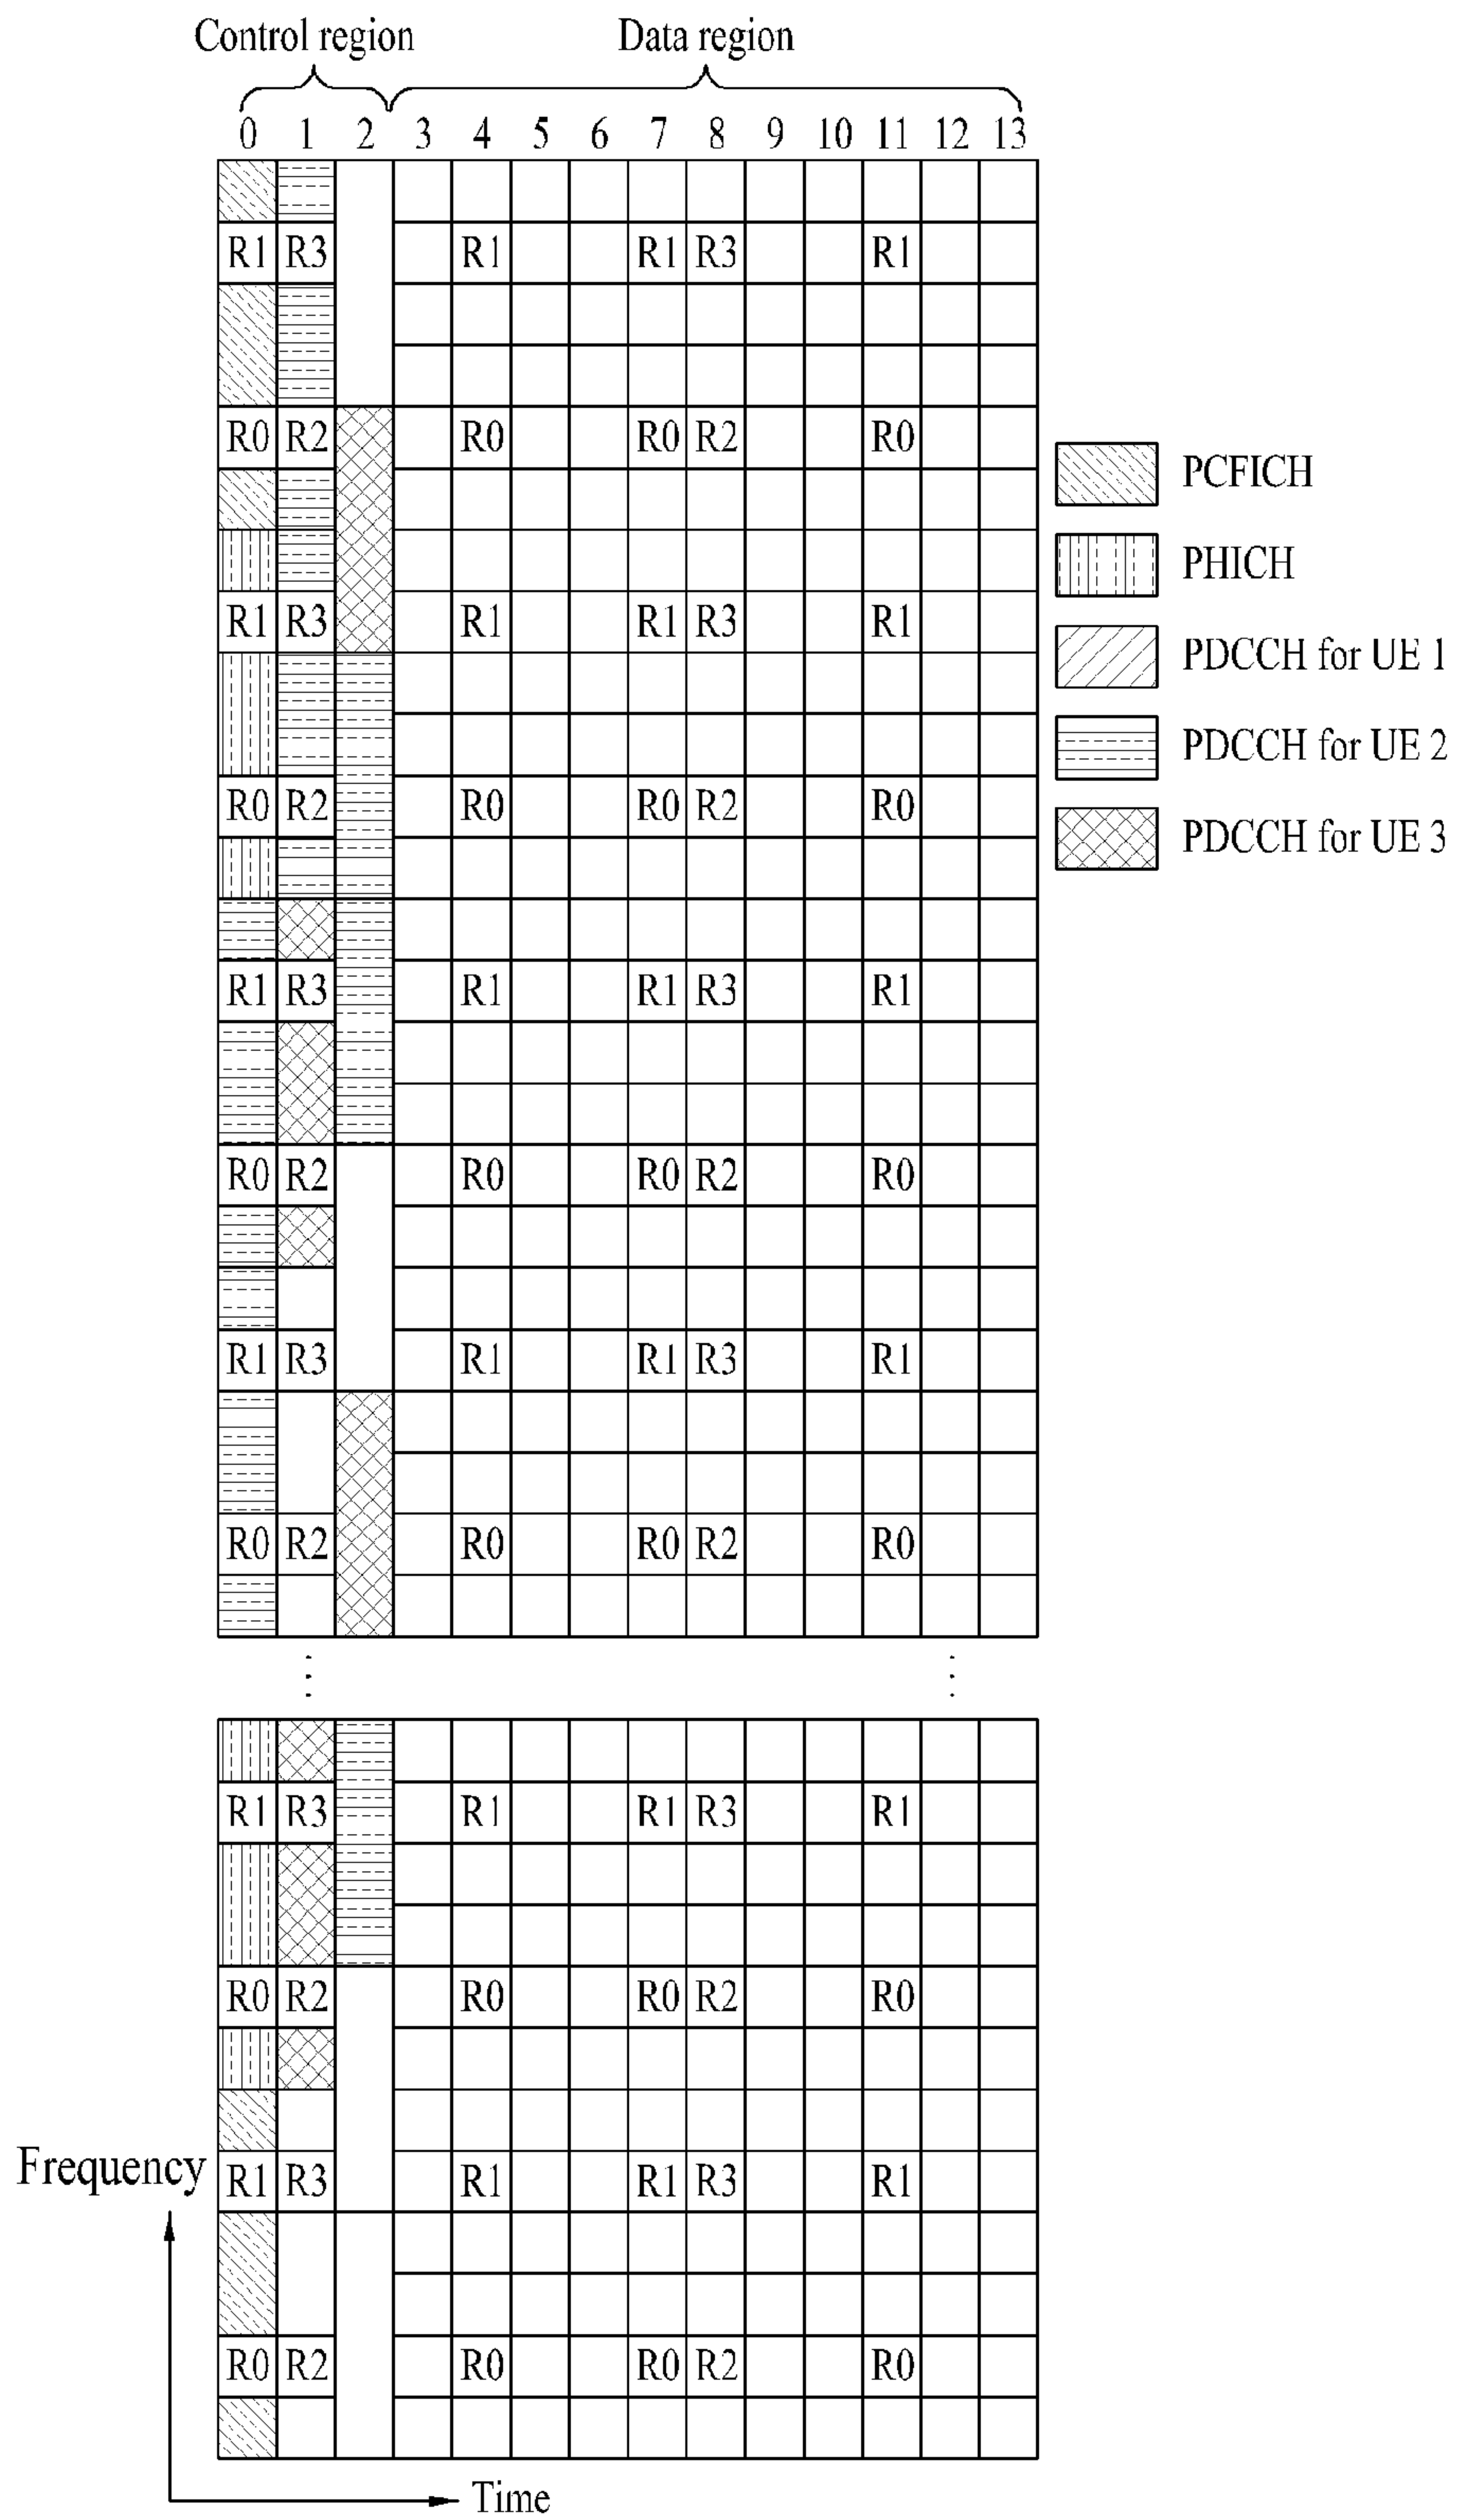 Control region Data region
0 1 2 3 4 5 6 7 8 9 10 11 12 13
R1 R3 R1 R1 R3 R1
R0 R2 R0 R0 R2 R0
PCFICH
PHICH
R1 R3 R1 R1 R3 R1
PDCCH for UE 1
PDCCH for UE 2
R0 R2 R0 R0 R2 R0
PDCCH for UE 3
R1 R3 R1 R1 R3 R1
R0 R2 R0 R0 R2 R0
R1 R3 R1 R1 R3 R1
R0 R2 R0 R0 R2 R0
R1 R3 R1 R1 R3 R1
R0 R2 R0 R0 R2 R0
Frequency
R1 R3 R1 R1 R3 R1
R0 R2 R0 R0 R2 R0
Time